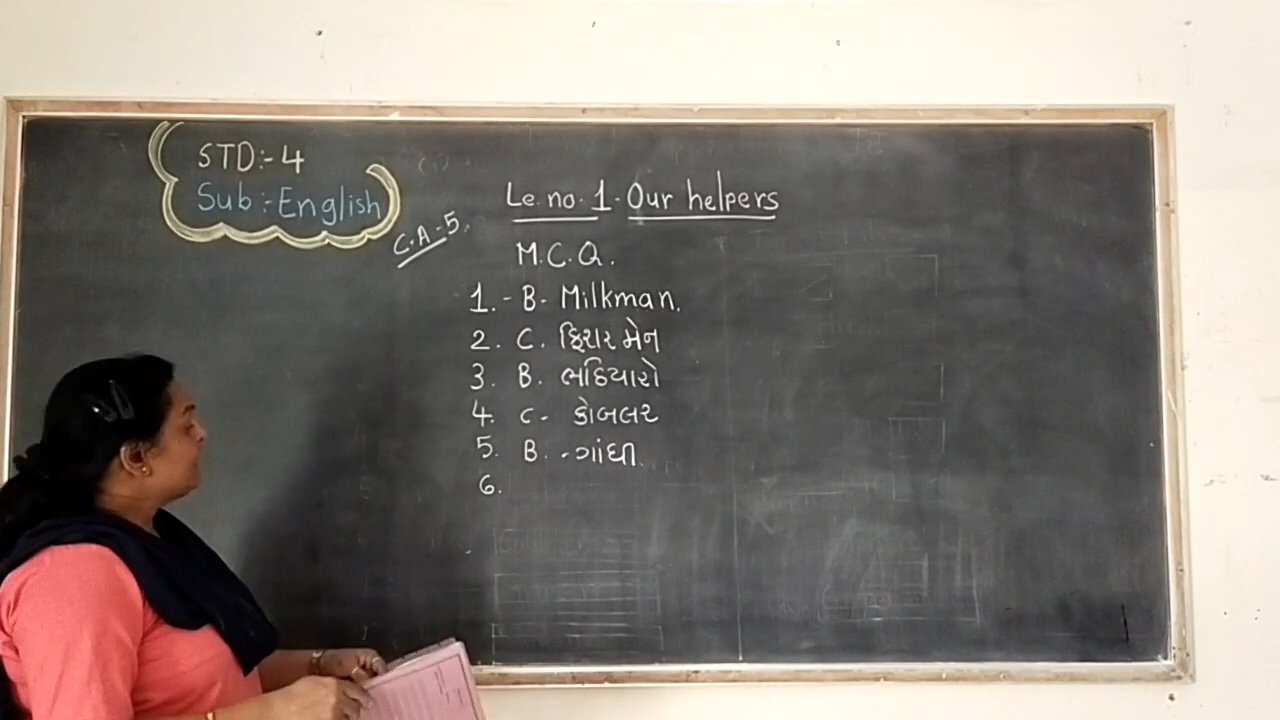 STD:- 4
Sub:-English
C.A-5.
Le. no. 1. Our helpers
M.C.Q.
1. - B- Milkman.
2. C. ફિશર મેન
3. B. ભઠિયારો
4. C- કોબલર
5. B. -ગાંધી.
6.